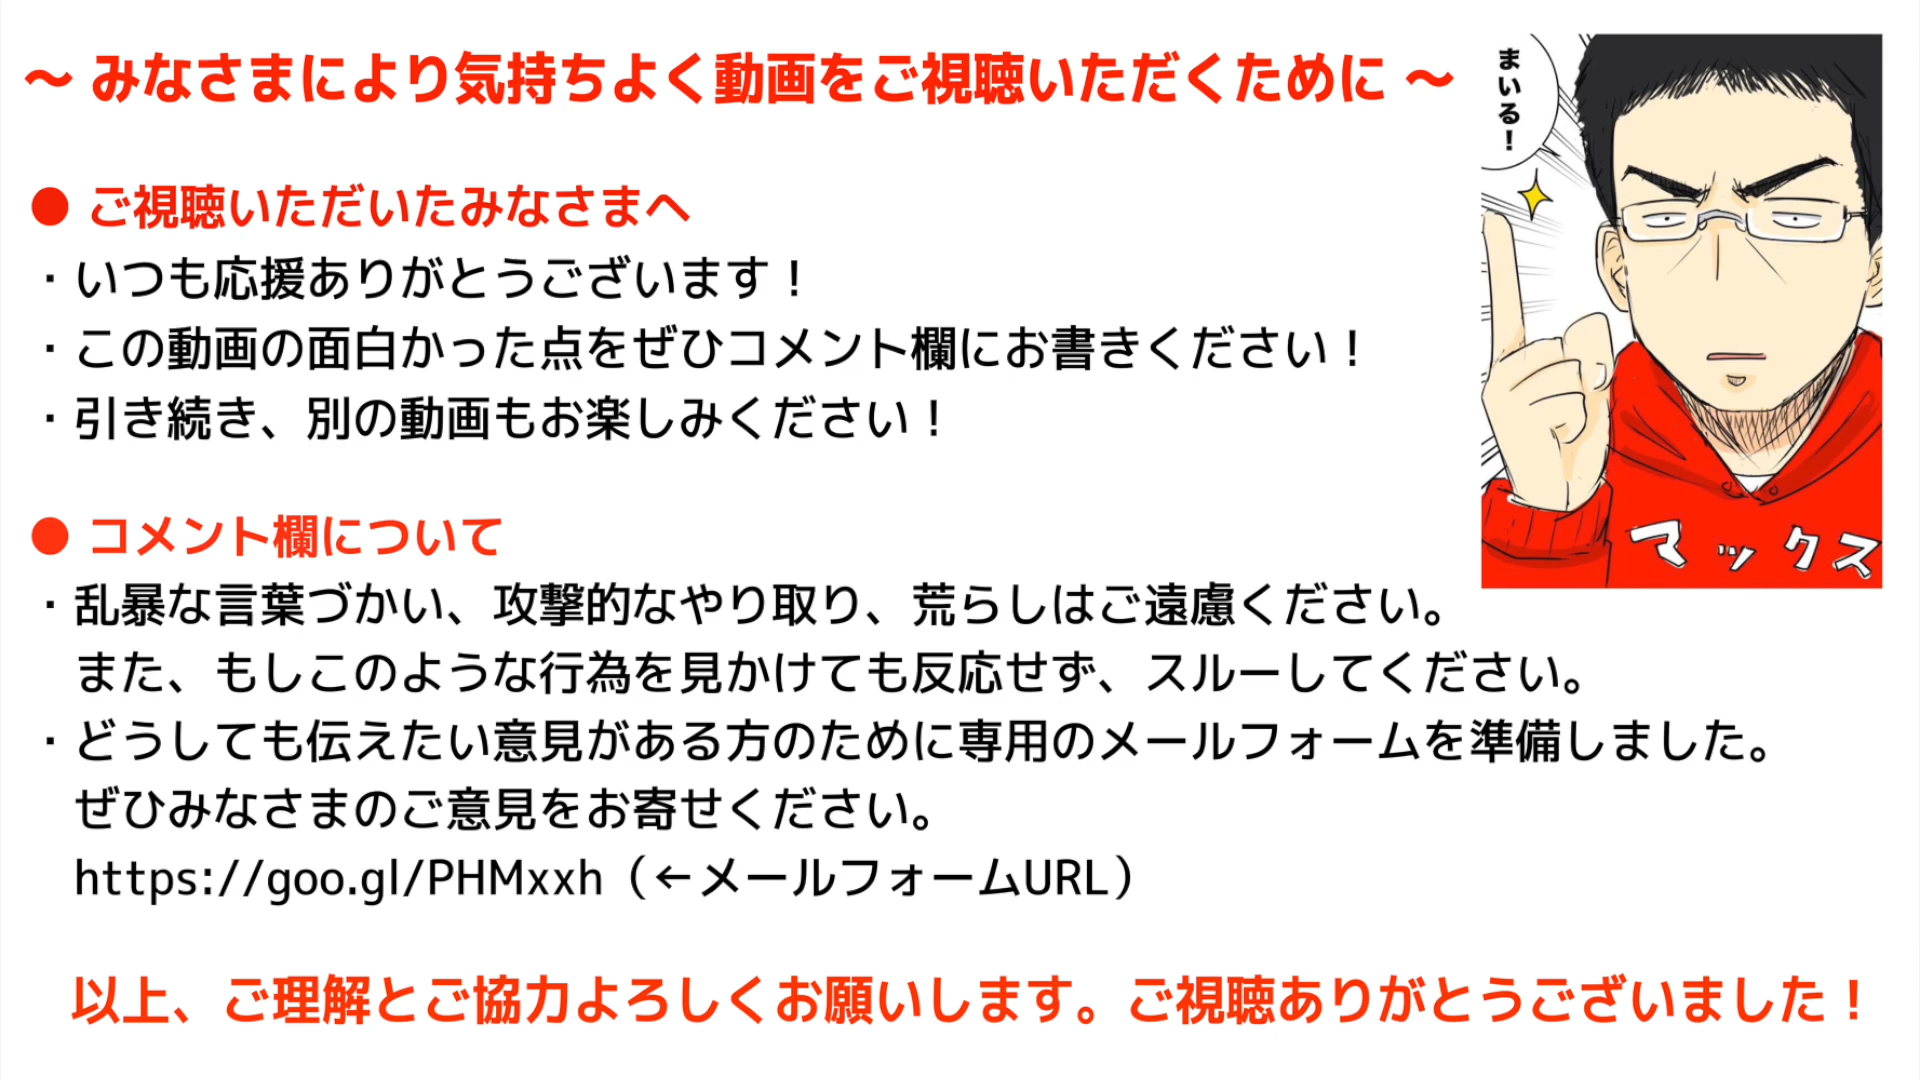 ～ みなさまにより気持ちよく動画をご視聴いただくために ～
まいる！
● ご視聴いただいたみなさまへ
・いつも応援ありがとうございます！
・この動画の面白かった点をぜひコメント欄にお書きください！
・引き続き、別の動画もお楽しみください！
マックス
● コメント欄について
・乱暴な言葉づかい、攻撃的なやり取り、荒らしはご遠慮ください。
また、もしこのような行為を見かけても反応せず、スルーしてください。
・どうしても伝えたい意見がある方のために専用のメールフォームを準備しました。
ぜひみなさまのご意見をお寄せください。
https://goo.gl/PHMxxh（←メールフォームURL）
以上、ご理解とご協力よろしくお願いします。ご視聴ありがとうございました！